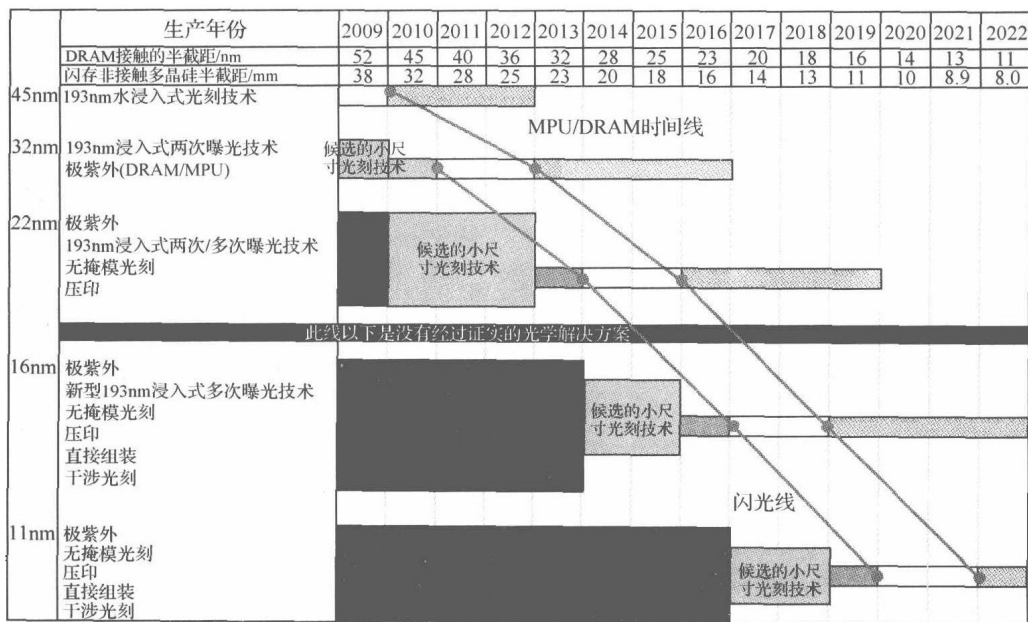 生产年份 2009 2010 2011 2012 2013 2014 2015 2016 2017 2018 2019 2020 2021 2022
DRAM接触的半截距/nm 52 45 40 36 32 28 25 23 20 18 16 14 13 11
闪存非接触多晶硅半截距/mm 38 32 28 25 23 20 18 16 14 13 11 10 8.9 8.0
45nm 193nm水浸入式光刻技术
MPU/DRAM时间线
32nm 193nm浸入式两次曝光技术
极紫外(DRAM/MPU)
候选的小尺
寸光刻技术
22nm 极紫外
193nm浸入式两次/多次曝光技术
无掩模光刻
压印
候选的小尺
寸光刻技术
此线以下是没有经过证实的光学解决方案
16nm 极紫外
新型193nm浸入式多次曝光技术
无掩模光刻
压印
直接组装
干涉光刻
候选的小尺
寸光刻技术
闪光线
11nm 极紫外
无掩模光刻
压印
直接组装
干涉光刻
候选的小尺
寸光刻技术